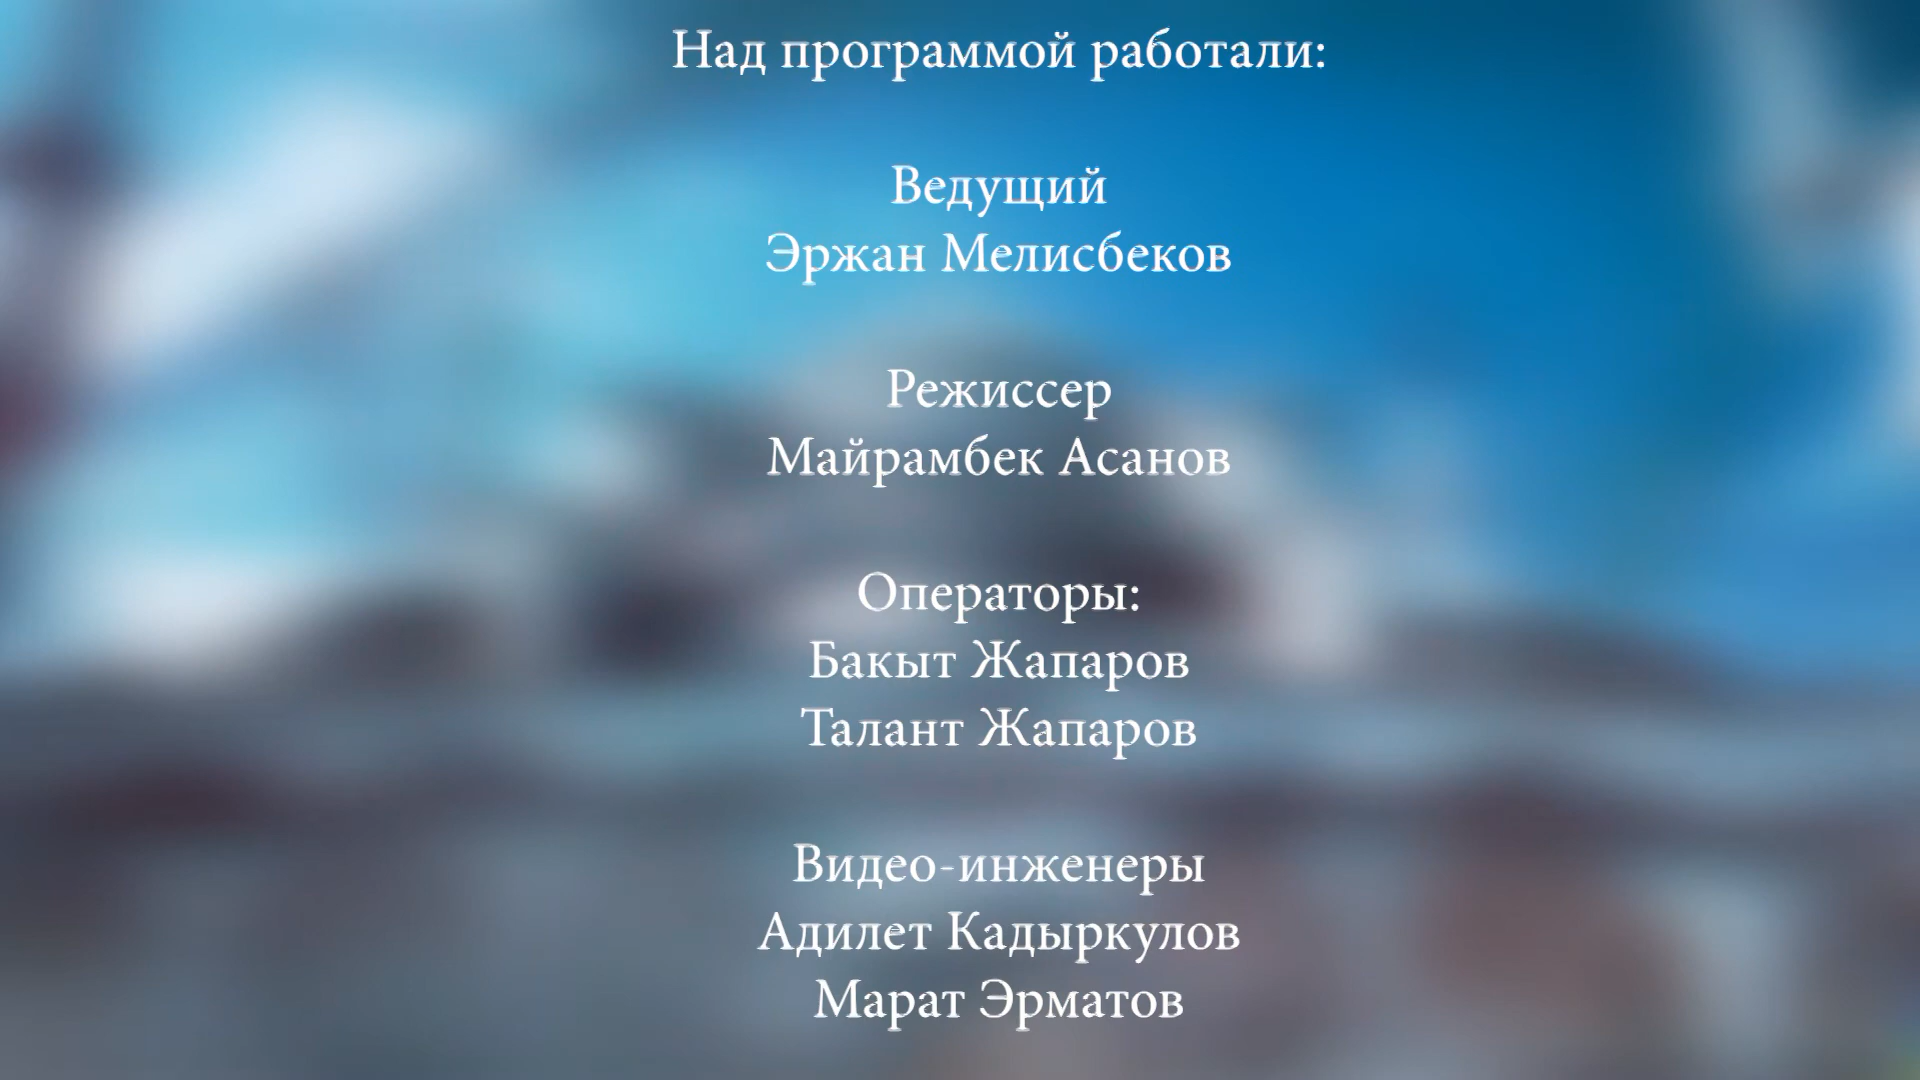 Над программой работали:
Ведущий
Эржан Мелисбеков
Режиссер
Майрамбек Асанов
Операторы:
Бакыт Жапаров
Талант Жапаров
Видео-инженеры
Адилет Кадыркулов
Марат Эрматов